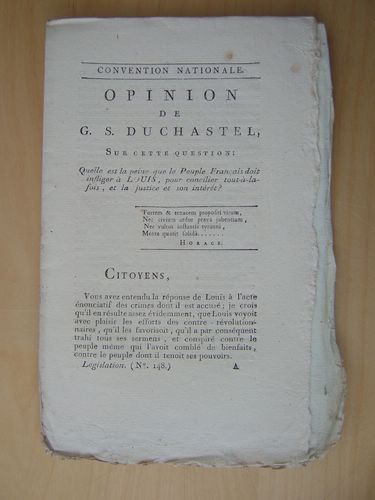 CONVENTION NATIONALE.
OPINION
DE
G. S. DUCHASTEL,
SUR CETTE QUESTION:
Quelle est la peine que le Peuple Français doit
infliger à LOUIS, pour concilier tout-à-la-
fois, et la justice et son intérêt?
& tenacem propositi virum,
Nec civium ardor prava jubentium,
Nec vultus instantis tyranni,
Mente quatit solidâ.......
HORACE.
CITOYENS,
Vous avez entendu la réponse de Louis à l'acte
énonciatif des crimes dont il est accusé; je crois
qu'il en résulte assez évidemment, que Louis voyoit
avec plaisir les efforts des contre-révolution-
naires, qu'il les favorisoit, qu'il a par conséquent
trahi tous ses sermens, et conspiré contre le
peuple même qui l'avoit comblé de bienfaits,
contre le peuple dont il tenoit ses pouvoirs.
Legislation. (No. 148.) A